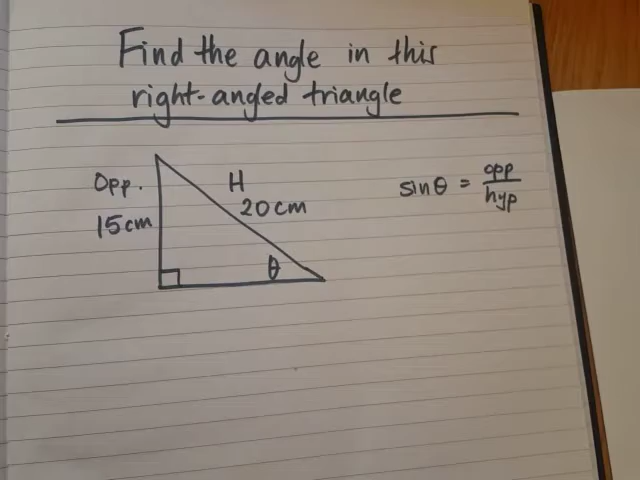 Find the angle in this
right-angled triangle
Opp.
H
15cm
20cm
θ
sinθ = opp/hyp